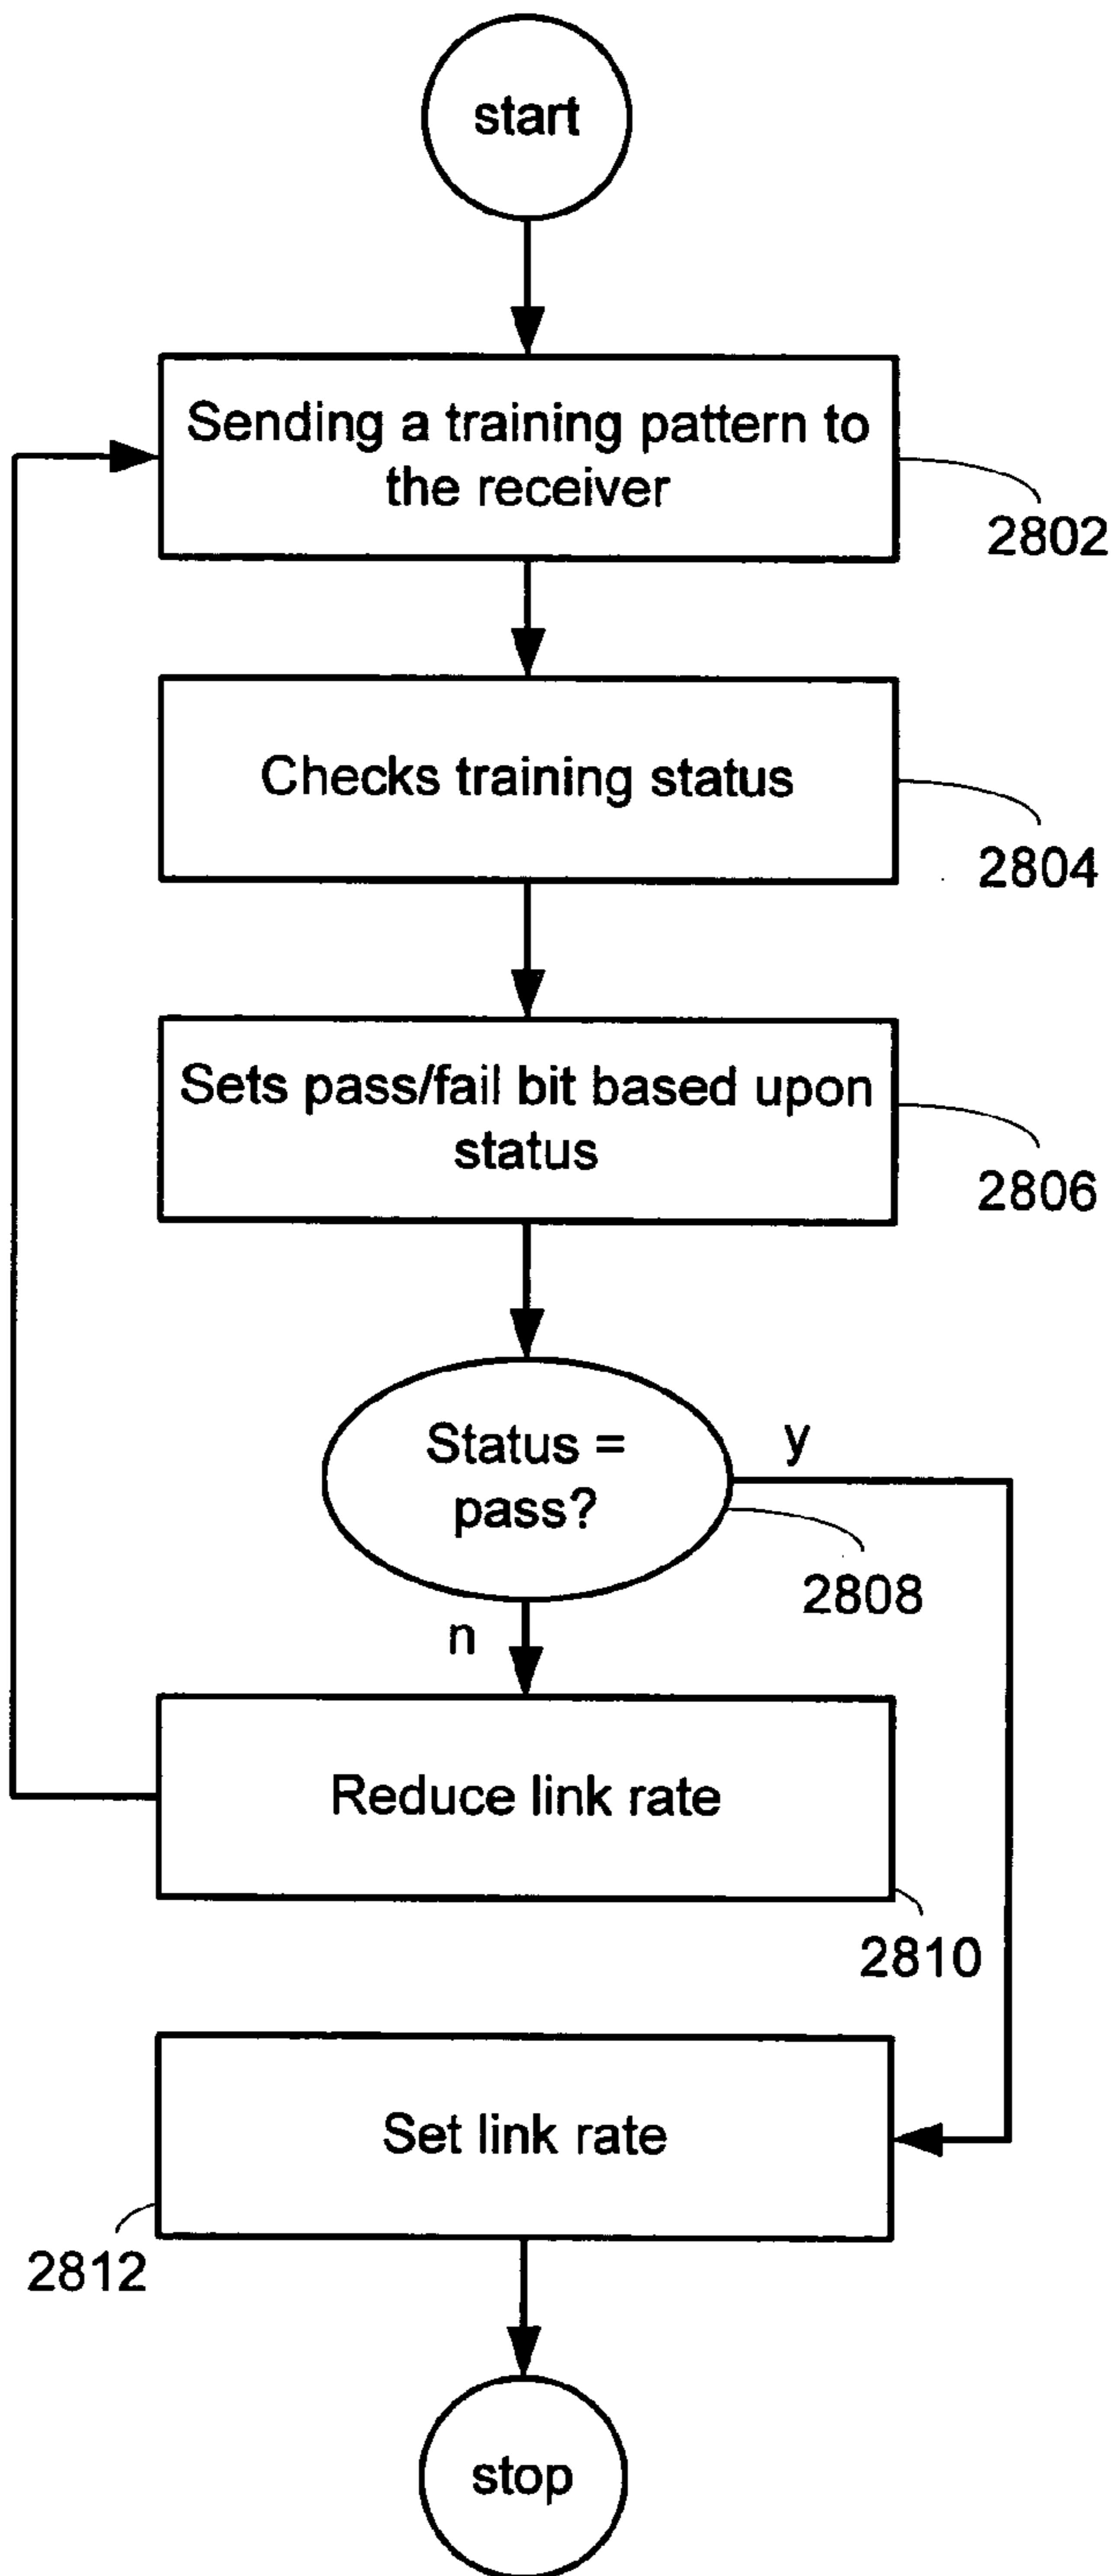 start
Sending a training pattern to
the receiver
2802
Checks training status
2804
Sets pass/fail bit based upon
status
2806
Status =
pass?
y
2808
n
Reduce link rate
2810
Set link rate
2812
stop